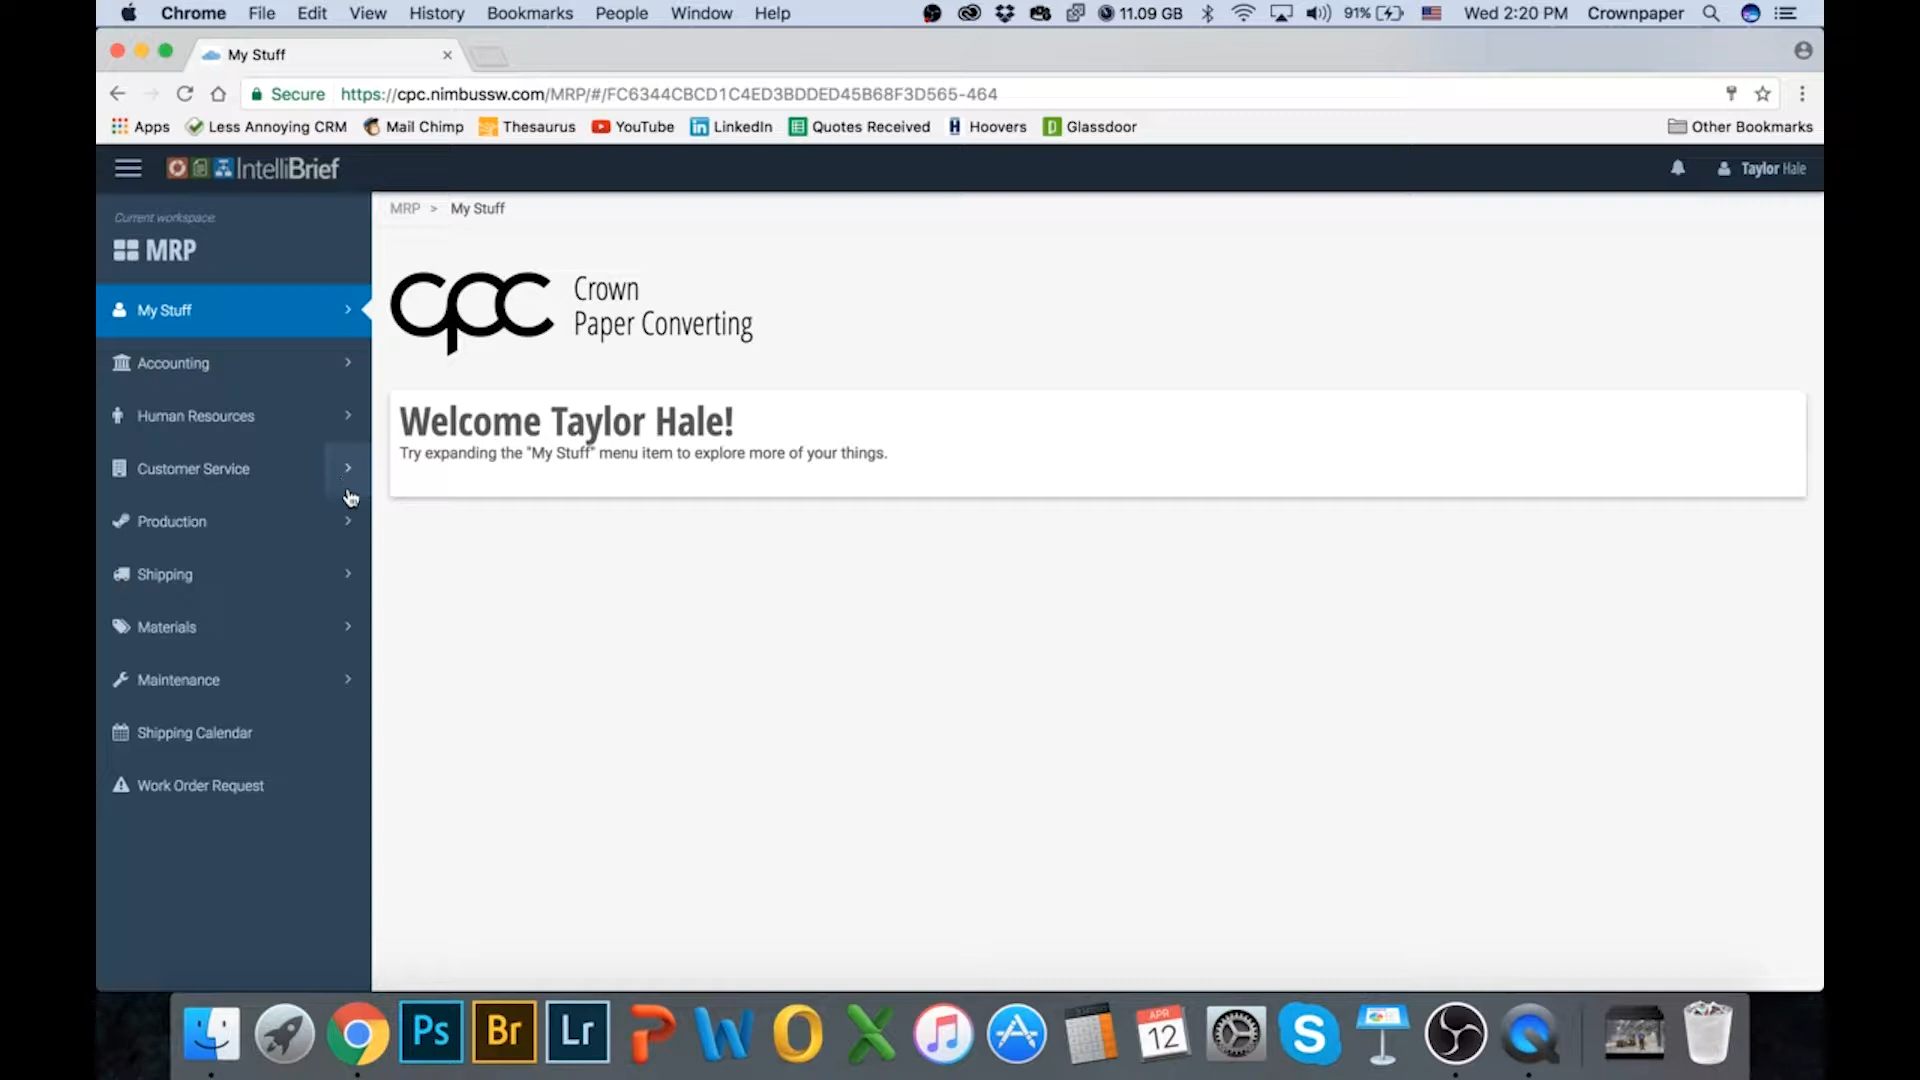 Chrome File Edit View History Bookmarks People Window Help 11.09 GB 91% Wed 2:20 PM Crownpaper
My Stuff
Secure https://cpc.nimbussw.com/MRP/#/FC6344CBCD1C4ED3BDDED45B68F3D565-464
Apps Less Annoying CRM Mail Chimp Thesaurus YouTube LinkedIn Quotes Received Hoovers Glassdoor Other Bookmarks
IntelliBrief Taylor Hale
Current workspace:
MRP
My Stuff
Accounting
Human Resources
Customer Service
Production
Shipping
Materials
Maintenance
Shipping Calendar
Work Order Request
MRP > My Stuff
cpc Crown
Paper Converting
Welcome Taylor Hale!
Try expanding the "My Stuff" menu item to explore more of your things.
Ps Br Lr
APR
12